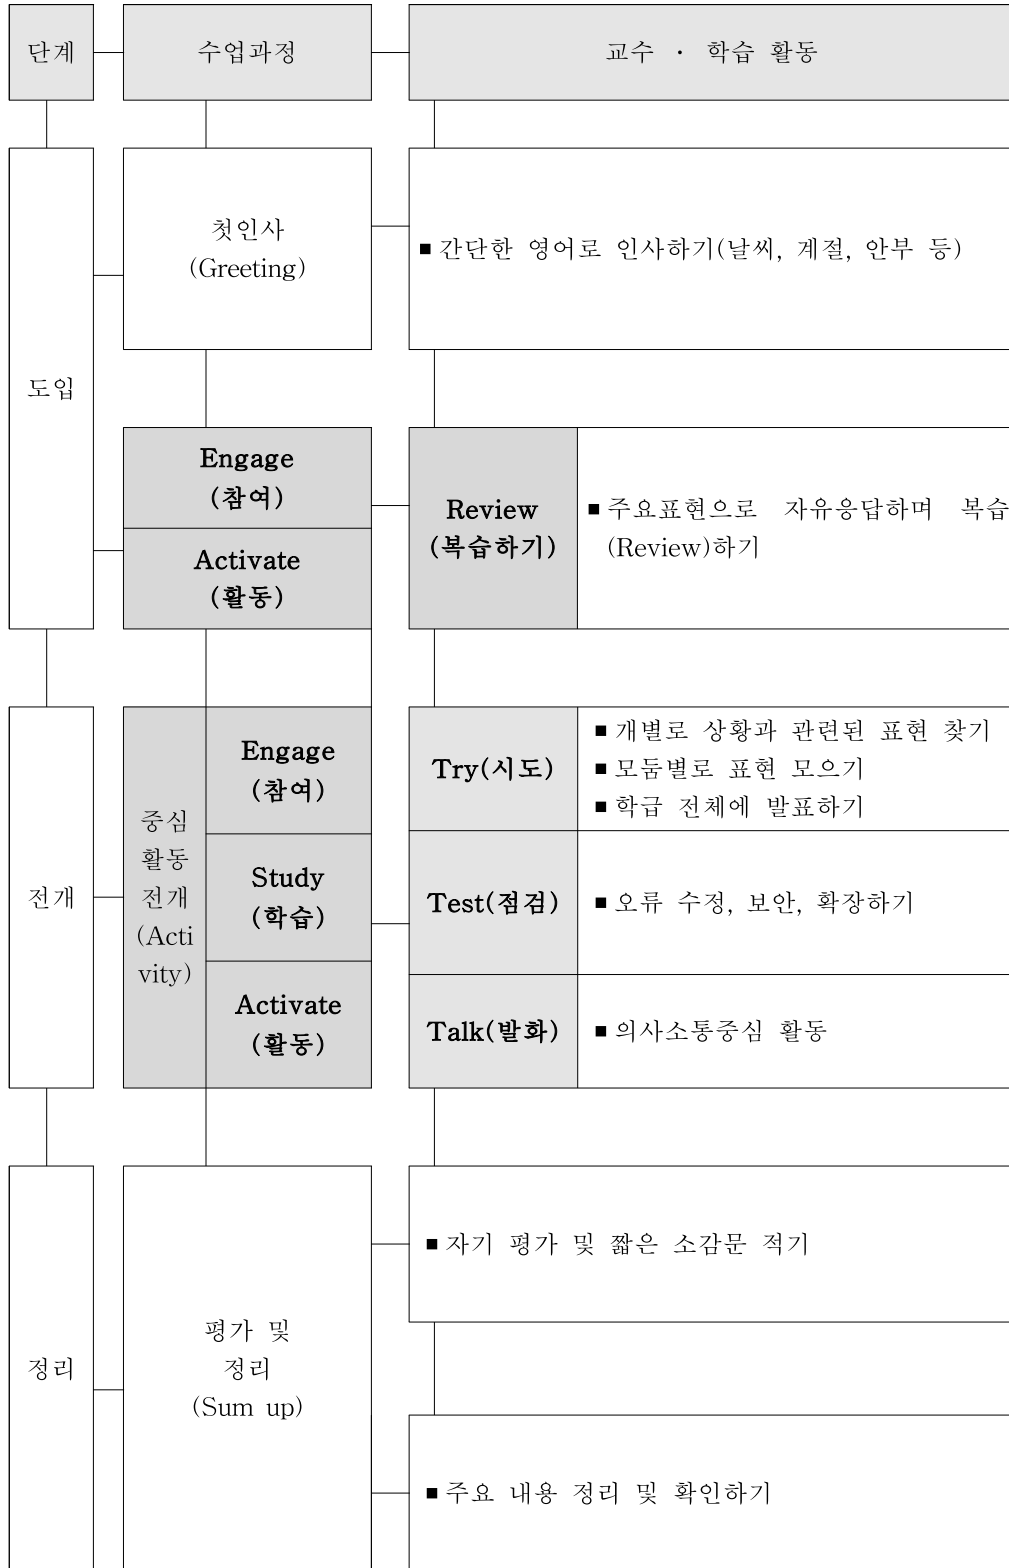 단계
수업과정
교수 · 학습 활동
도입
첫인사
(Greeting)
■ 간단한 영어로 인사하기(날씨, 계절, 안부 등)
Engage
(참여)
Activate
(활동)
Review
(복습하기)
■ 주요표현으로 자유응답하며 복습
(Review)하기
전개
중심
활동
전개
(Acti
vity)
Engage
(참여)
Study
(학습)
Activate
(활동)
Try(시도)
■ 개별로 상황과 관련된 표현 찾기
■ 모둠별로 표현 모으기
■ 학급 전체에 발표하기
Test(점검)
■ 오류 수정, 보안, 확장하기
Talk(발화)
■ 의사소통중심 활동
정리
평가 및
정리
(Sum up)
■ 자기 평가 및 짧은 소감문 적기
■ 주요 내용 정리 및 확인하기